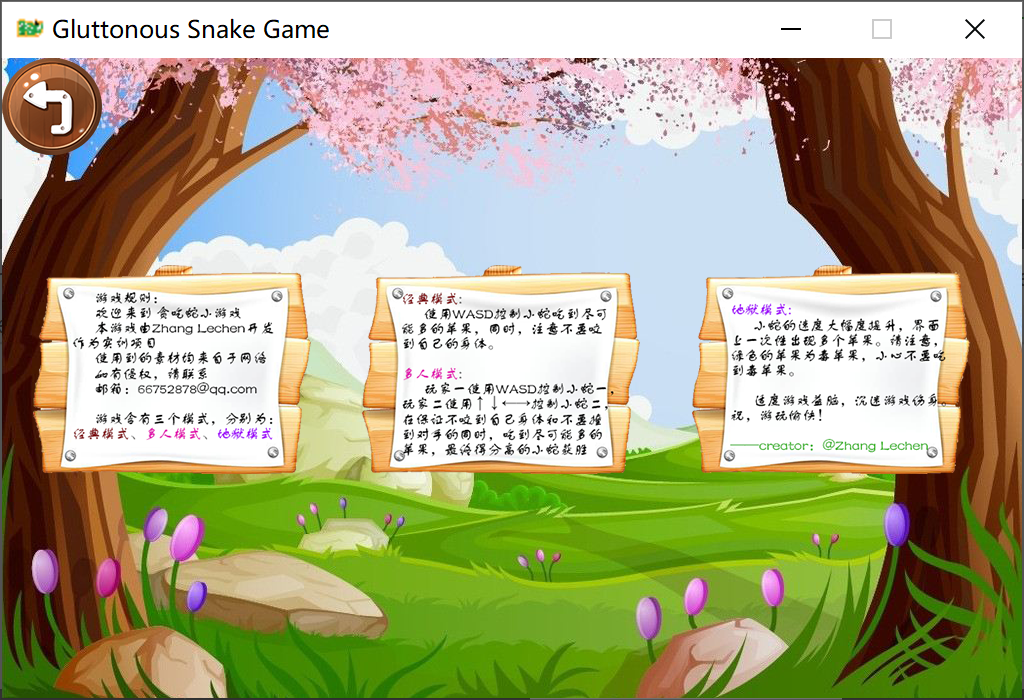 Gluttonous Snake Game
游戏规则：
欢迎来到 贪吃蛇小游戏
本游戏由Zhang Lechen开发
作为实训项目
使用到的素材均来自于网络
如有侵权，请联系
邮箱：66752878@qq.com
游戏含有三个模式，分别为：
经典模式、多人模式、地狱模式
经典模式：
使用WASD控制小蛇吃到尽可
能多的苹果，同时，注意不要咬
到自己的身体。
多人模式：
玩家一使用WASD控制小蛇一，
玩家二使用↑↓←→控制小蛇二，
在保证不咬到自己身体和不要撞
到对手的同时，吃到尽可能多的
苹果，最终得分高的小蛇获胜
地狱模式：
小蛇的速度大幅度提升，界面
上一次性出现多个苹果。请注意，
绿色的苹果为毒苹果，小心不要吃
到毒苹果。
适度游戏益脑，沉迷游戏伤身。
祝，游玩愉快！
——creator：@Zhang Lechen